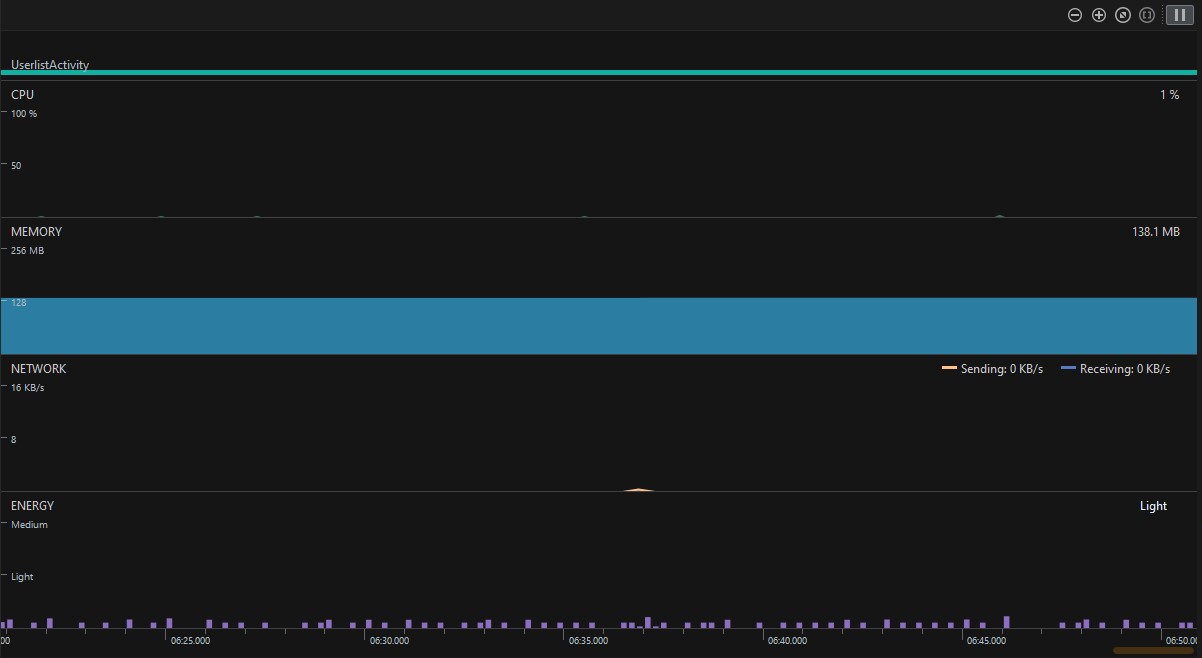 UserlistActivity
CPU 1 %
100 %
50
MEMORY 138.1 MB
256 MB
128
NETWORK Sending: 0 KB/s Receiving: 0 KB/s
16 KB/s
8
ENERGY Light
Medium
Light
00 06:25.000 06:30.000 06:35.000 06:40.000 06:45.000 06:50.00